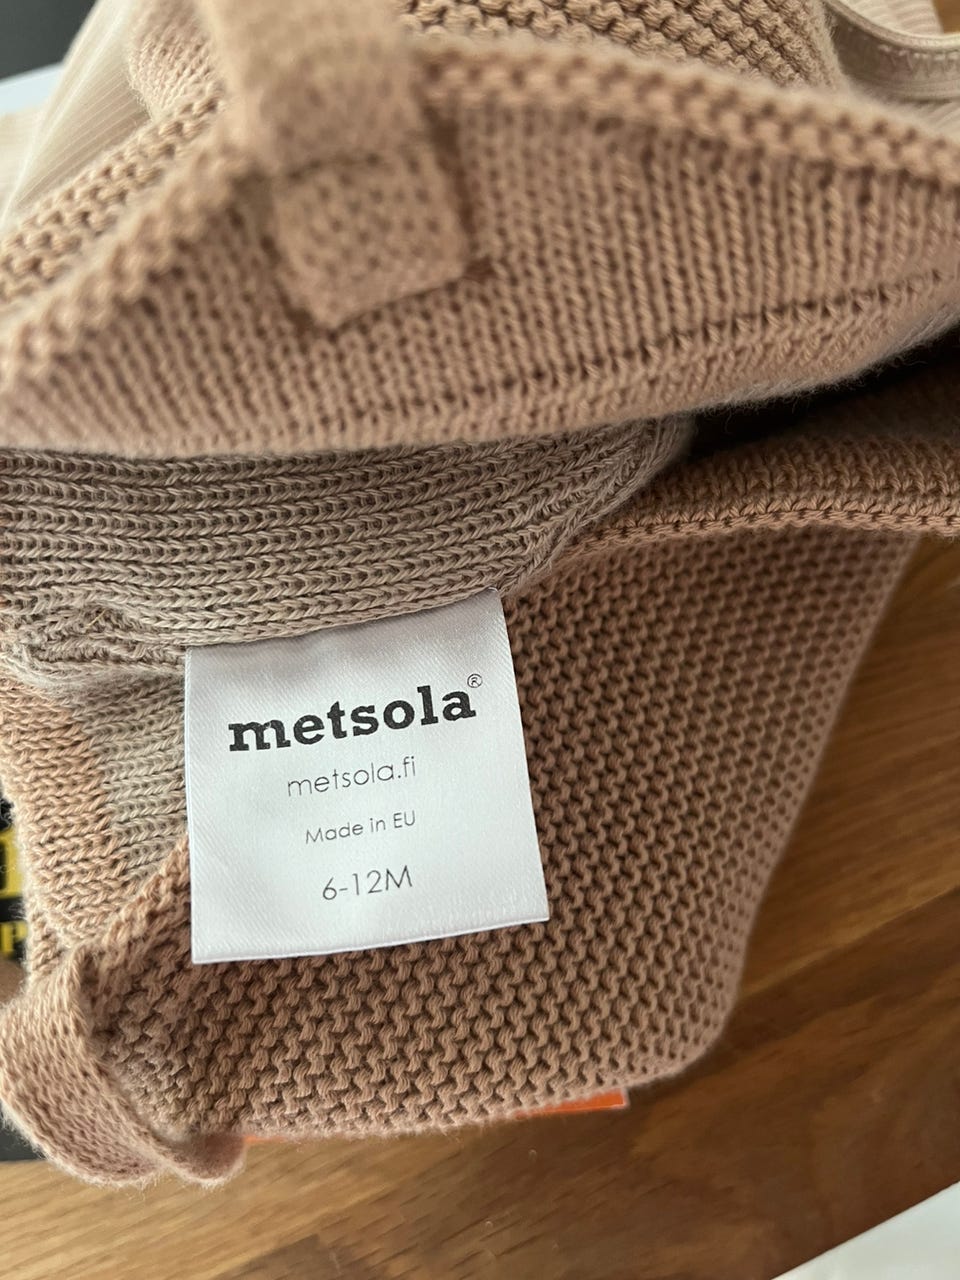 metsola®
metsola.fi
Made in EU
6-12M